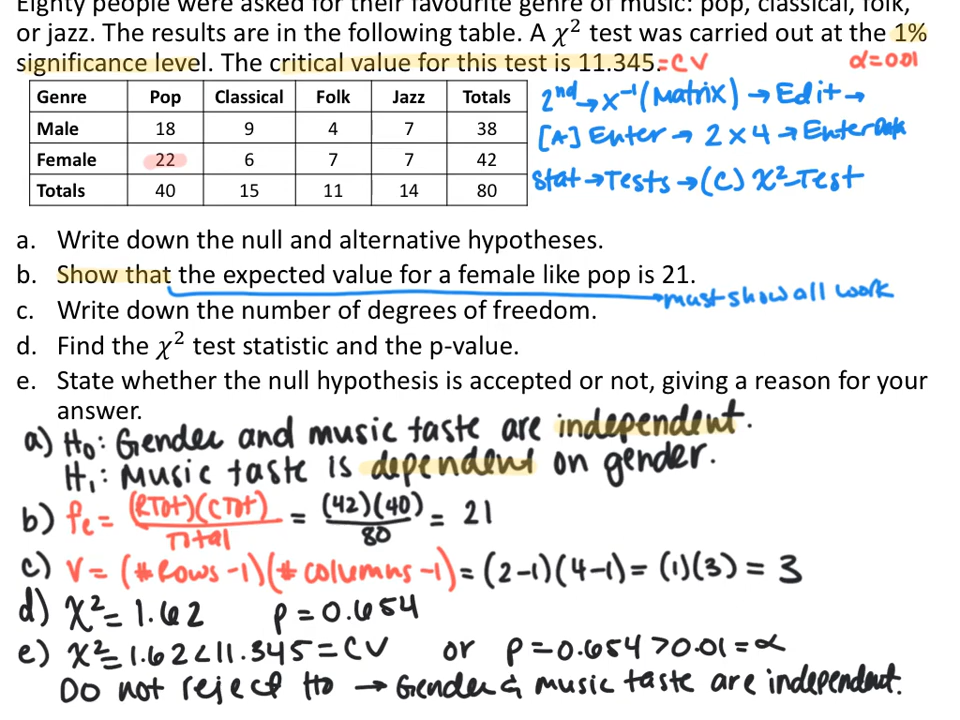 Eighty people were asked for their favourite genre of music: pop, classical, folk,
or jazz. The results are in the following table. A χ² test was carried out at the 1%
significance level. The critical value for this test is 11.345. = CV α=0.01
Genre Pop Classical Folk Jazz Totals
Male 18 9 4 7 38
Female 22 6 7 7 42
Totals 40 15 11 14 80
2nd → x⁻¹ (Matrix) → Edit →
[A] Enter → 2 x 4 → Enter Data
Stat → Tests → (C) χ²-Test
a. Write down the null and alternative hypotheses.
b. Show that the expected value for a female like pop is 21.
→ must show all work
c. Write down the number of degrees of freedom.
d. Find the χ² test statistic and the p-value.
e. State whether the null hypothesis is accepted or not, giving a reason for your
answer.
a) H₀: Gender and music taste are independent.
H₁: Music taste is dependent on gender.
b) fe = (RTot)(CTot) / Total = (42)(40) / 80 = 21
c) V = (# Rows -1)(# columns -1) = (2-1)(4-1) = (1)(3) = 3
d) χ² = 1.62 p = 0.654
e) χ² = 1.62 < 11.345 = CV or p = 0.654 > 0.01 = α
Do not reject H₀ → Gender & music taste are independent.